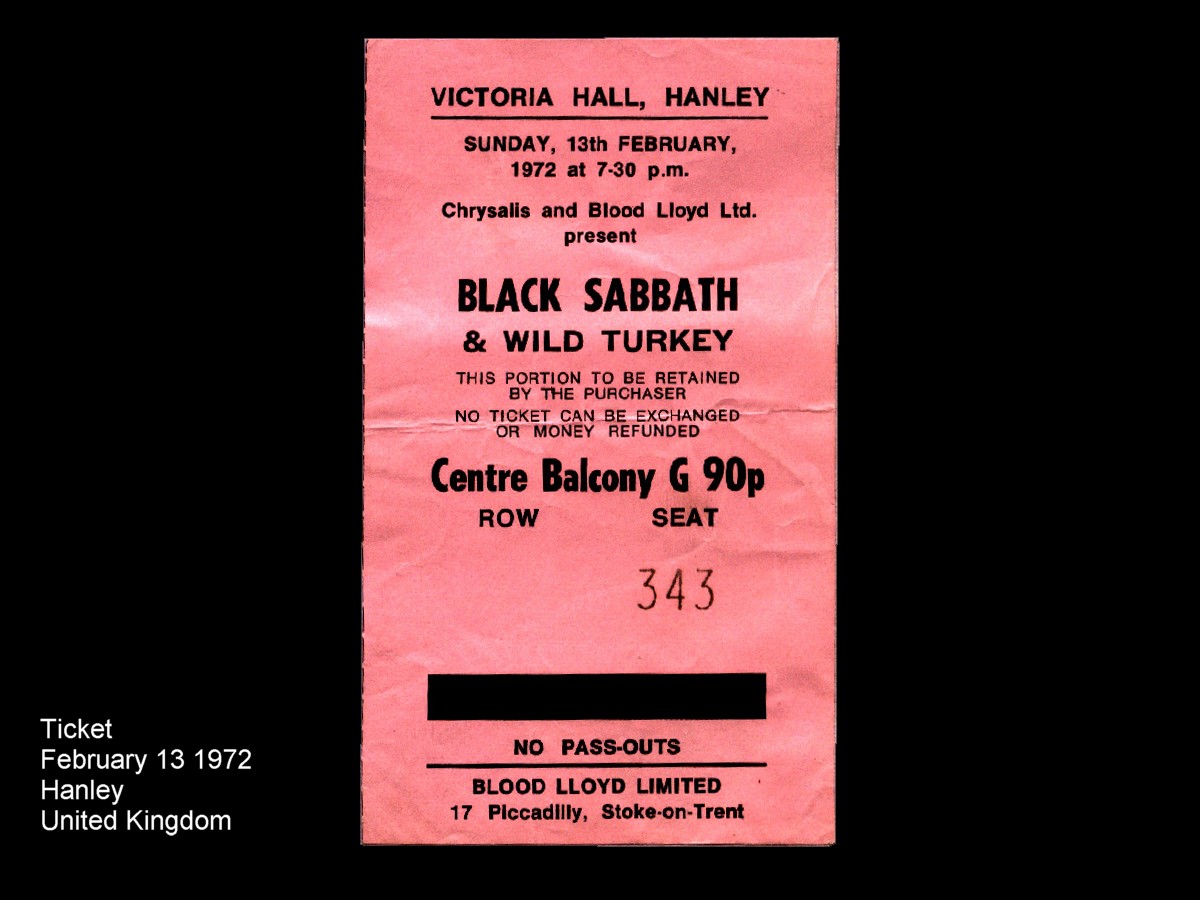 VICTORIA HALL, HANLEY
SUNDAY, 13th FEBRUARY,
1972 at 7-30 p.m.
Chrysalis and Blood Lloyd Ltd.
present
BLACK SABBATH
& WILD TURKEY
THIS PORTION TO BE RETAINED
BY THE PURCHASER
NO TICKET CAN BE EXCHANGED
OR MONEY REFUNDED
Centre Balcony G 90p
ROW SEAT
343
NO PASS-OUTS
BLOOD LLOYD LIMITED
17 Piccadilly, Stoke-on-Trent
Ticket
February 13 1972
Hanley
United Kingdom